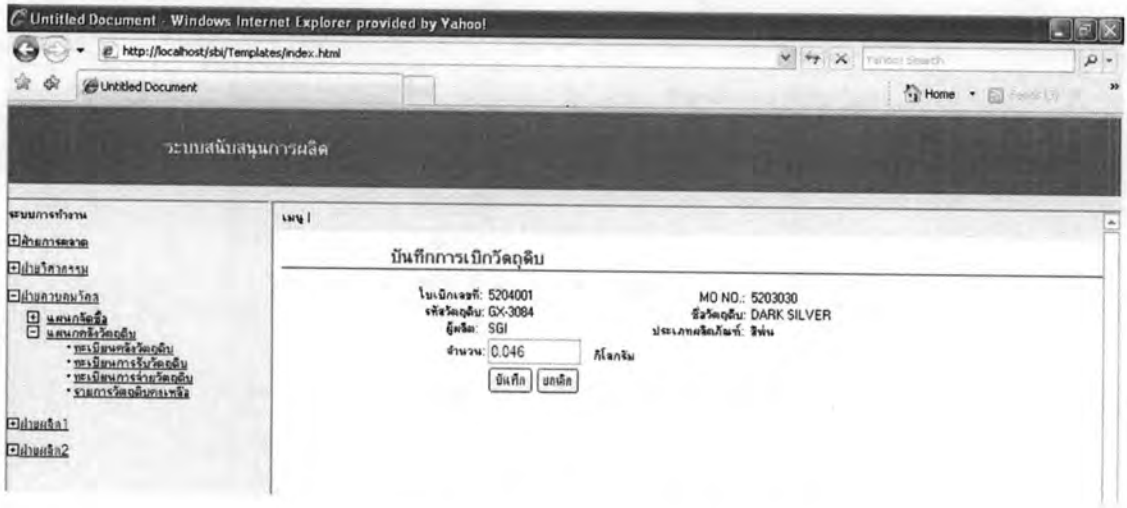 Untitled Document - Windows Internet Explorer provided by Yahoo!
http://localhost/sbi/Templates/index.html
Yahoo! Search
Untitled Document
Home
Feeds
ระบบสนับสนุนการผลิต
ระบบการทำงาน
เมนู |
ฝ่ายการตลาด
ฝ่ายวิศวกรรม
ฝ่ายควบคุมวัสดุ
แผนกจัดซื้อ
แผนกคลังวัตถุดิบ
ทะเบียนคลังวัตถุดิบ
ทะเบียนการรับวัตถุดิบ
ทะเบียนการจ่ายวัตถุดิบ
รายการวัตถุดิบคงเหลือ
ฝ่ายผลิต1
ฝ่ายผลิต2
บันทึกการเบิกวัตถุดิบ
ใบเบิกเลขที่: 5204001 MO NO.: 5203030
รหัสวัตถุดิบ: GX-3084 ชื่อวัตถุดิบ: DARK SILVER
ผู้ผลิต: SGI ประเภทผลิตภัณฑ์: สีพ่น
จำนวน: 0.046 กิโลกรัม
บันทึก ยกเลิก